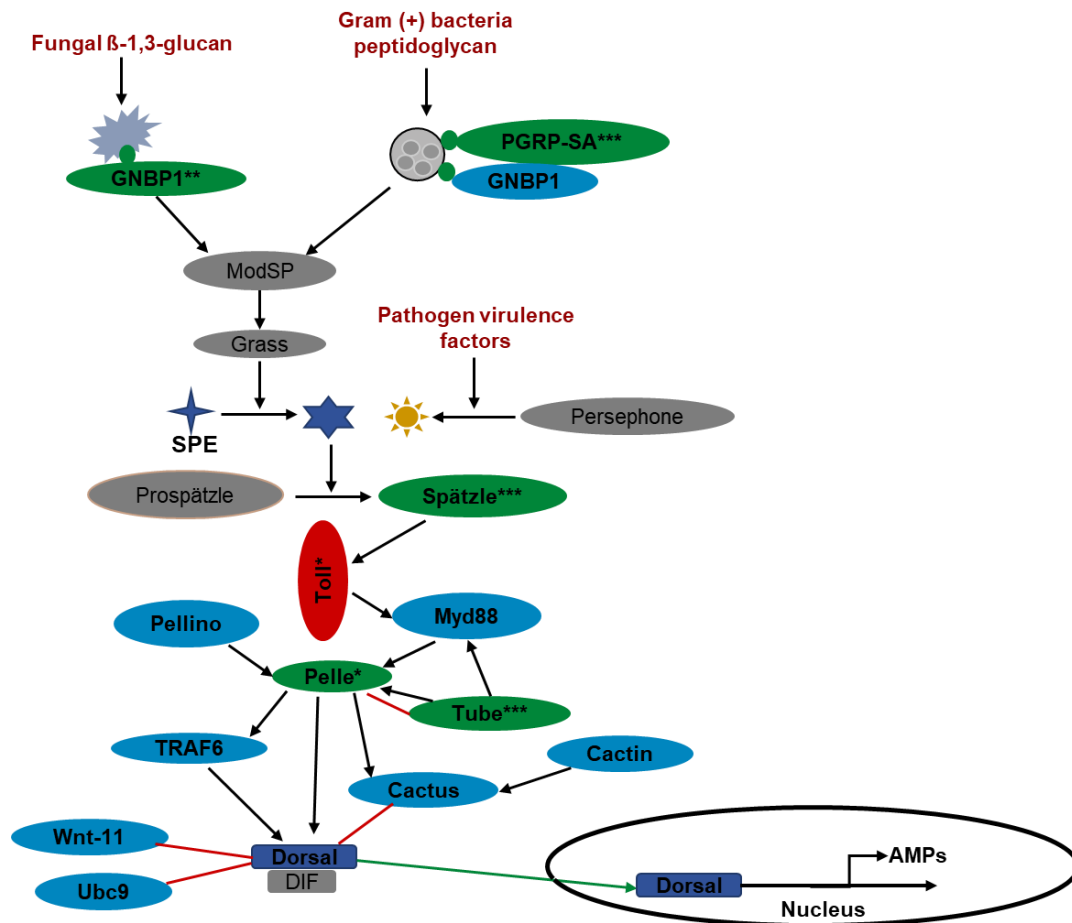 Fungal ß-1,3-glucan
Gram (+) bacteria
peptidoglycan
PGRP-SA***
GNBP1**
GNBP1
ModSP
Pathogen virulence
factors
Grass
SPE
Persephone
Prospätzle
Spätzle***
Toll*
Pellino
Myd88
Pelle*
Tube***
TRAF6
Cactin
Cactus
Wnt-11
Dorsal
DIF
Ubc9
AMPs
Dorsal
Nucleus